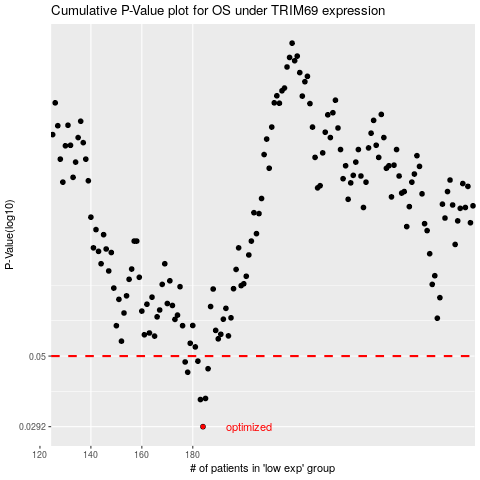 Cumulative P-Value plot for OS under TRIM69 expression
P-Value(log10)
0.05
0.0292
optimized
120 140 160 180
# of patients in 'low exp' group